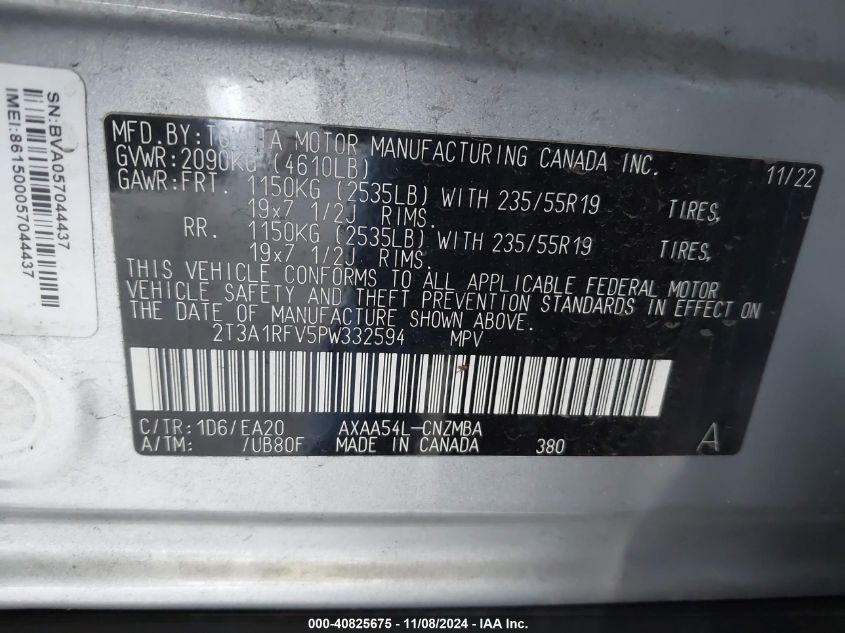 SN:BVA057044437
IMEI:861500057044437
MFD.BY:TOYOTA MOTOR MANUFACTURING CANADA INC.
GVWR:2090KG (4610LB) 11/22
GAWR:FRT. 1150KG (2535LB) WITH 235/55R19 TIRES,
19x7 1/2J RIMS.
RR. 1150KG (2535LB) WITH 235/55R19 TIRES,
19x7 1/2J RIMS.
THIS VEHICLE CONFORMS TO ALL APPLICABLE FEDERAL MOTOR
VEHICLE SAFETY AND THEFT PREVENTION STANDARDS IN EFFECT ON
THE DATE OF MANUFACTURE SHOWN ABOVE.
2T3A1RFV5PW332594 MPV
C/TR:1D6/EA20 AXAA54L-CNZMBA
A/TM: /UB80F MADE IN CANADA 380 A
000-40825675 - 11/08/2024 - IAA Inc.